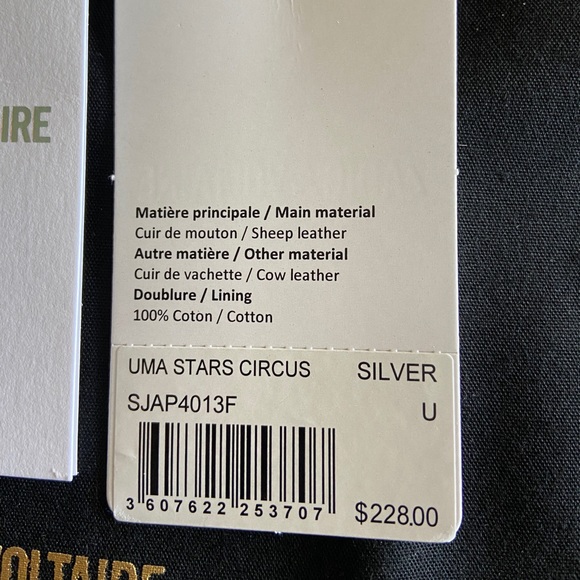 IRE
Matière principale / Main material
Cuir de mouton / Sheep leather
Autre matière / Other material
Cuir de vachette / Cow leather
Doublure / Lining
100% Coton / Cotton
UMA STARS CIRCUS SILVER
SJAP4013F U
3 607622 253707
$228.00
OLTAIRE